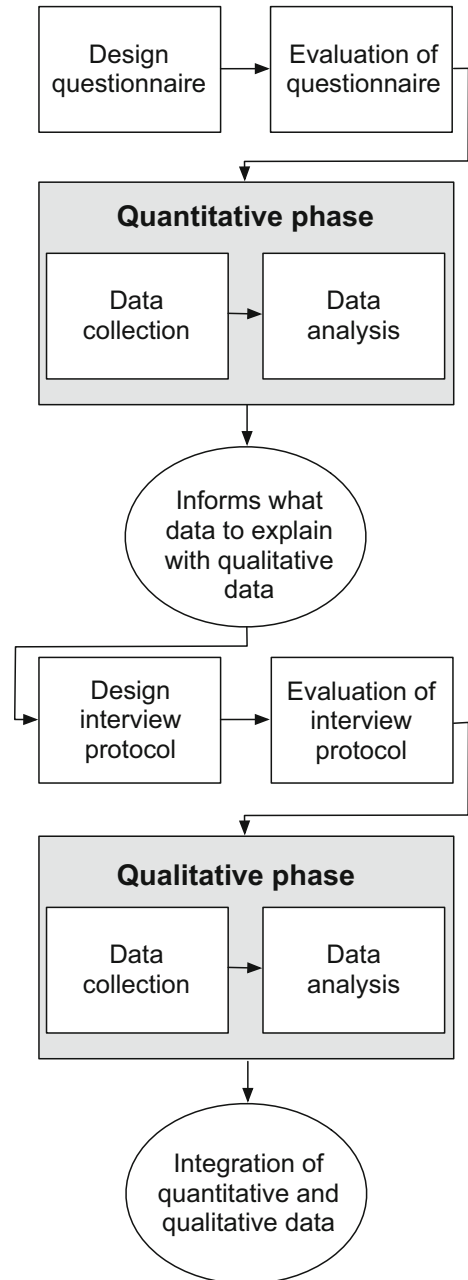 Design
questionnaire
Evaluation of
questionnaire
Quantitative phase
Data
collection
Data
analysis
Informs what
data to explain
with qualitative
data
Design
interview
protocol
Evaluation of
interview
protocol
Qualitative phase
Data
collection
Data
analysis
Integration of
quantitative and
qualitative data